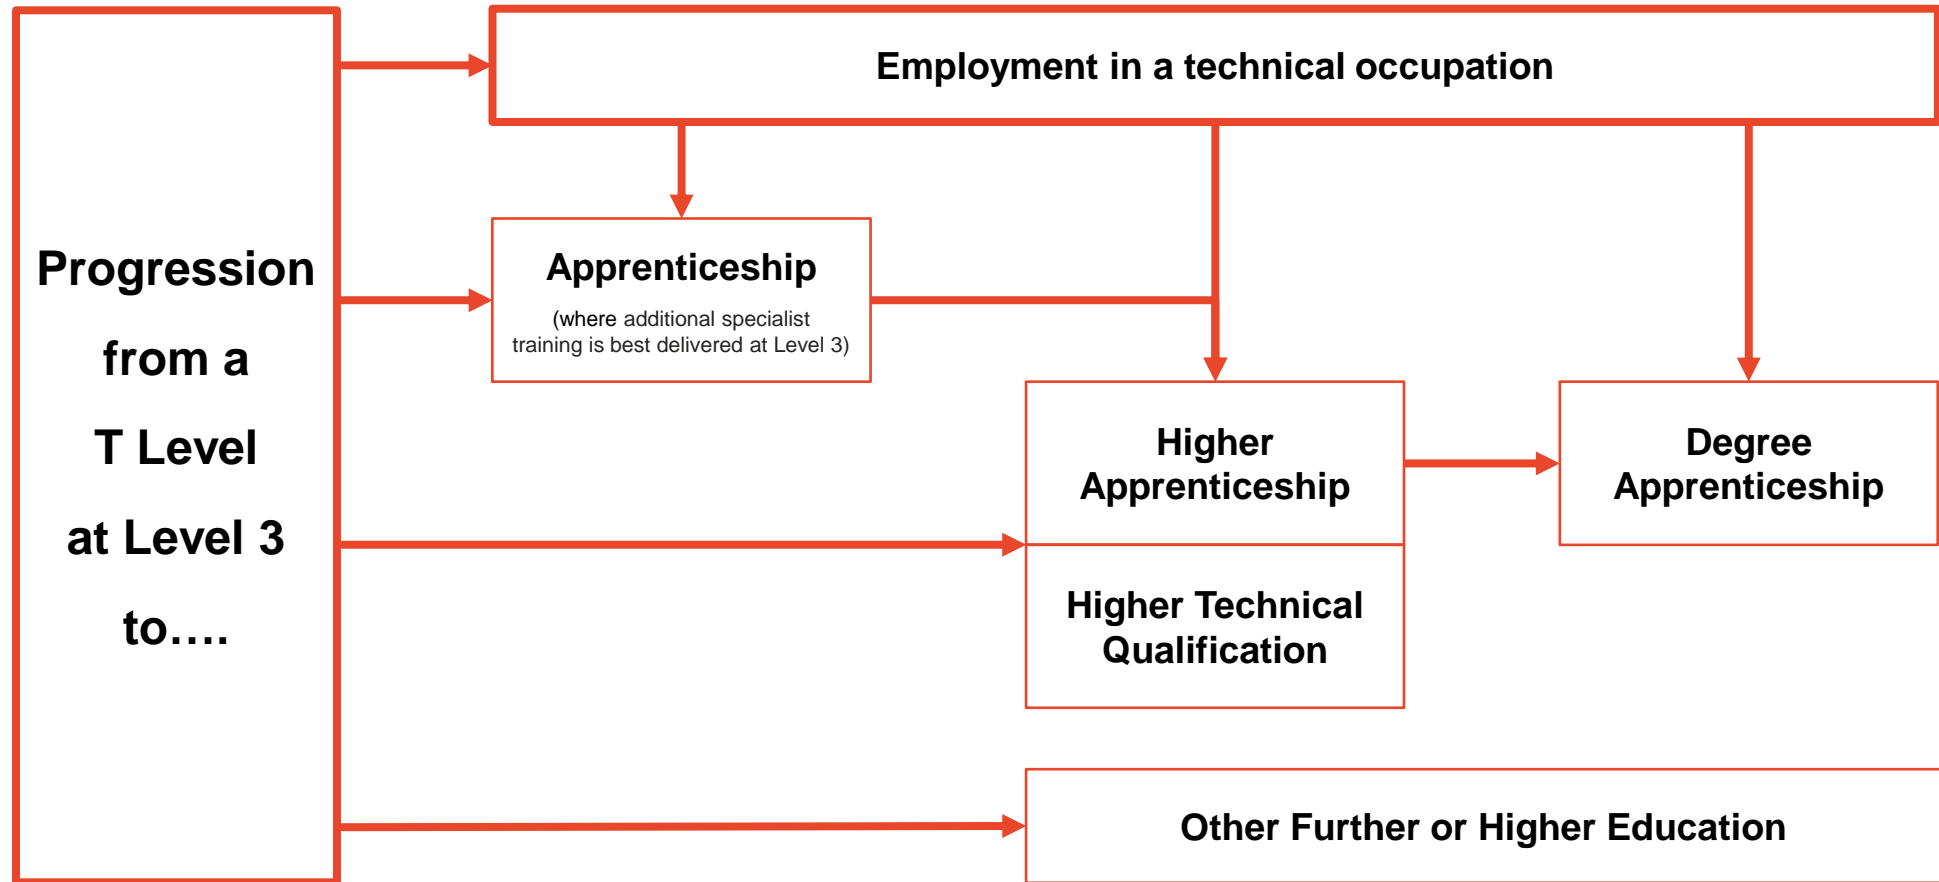 Progression
from a
T Level
at Level 3
to….
Employment in a technical occupation
Apprenticeship
(where additional specialist
training is best delivered at Level 3)
Higher
Apprenticeship
Higher Technical
Qualification
Degree
Apprenticeship
Other Further or Higher Education